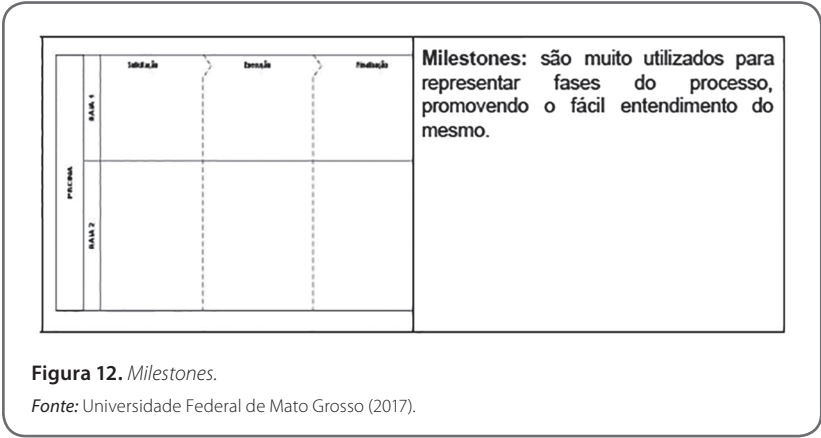 Solicitação
Execução
Finalização
PISCINA
RAIA 1
RAIA 2
Milestones: são muito utilizados para
representar fases do processo,
promovendo o fácil entendimento do
mesmo.
Figura 12. Milestones.
Fonte: Universidade Federal de Mato Grosso (2017).